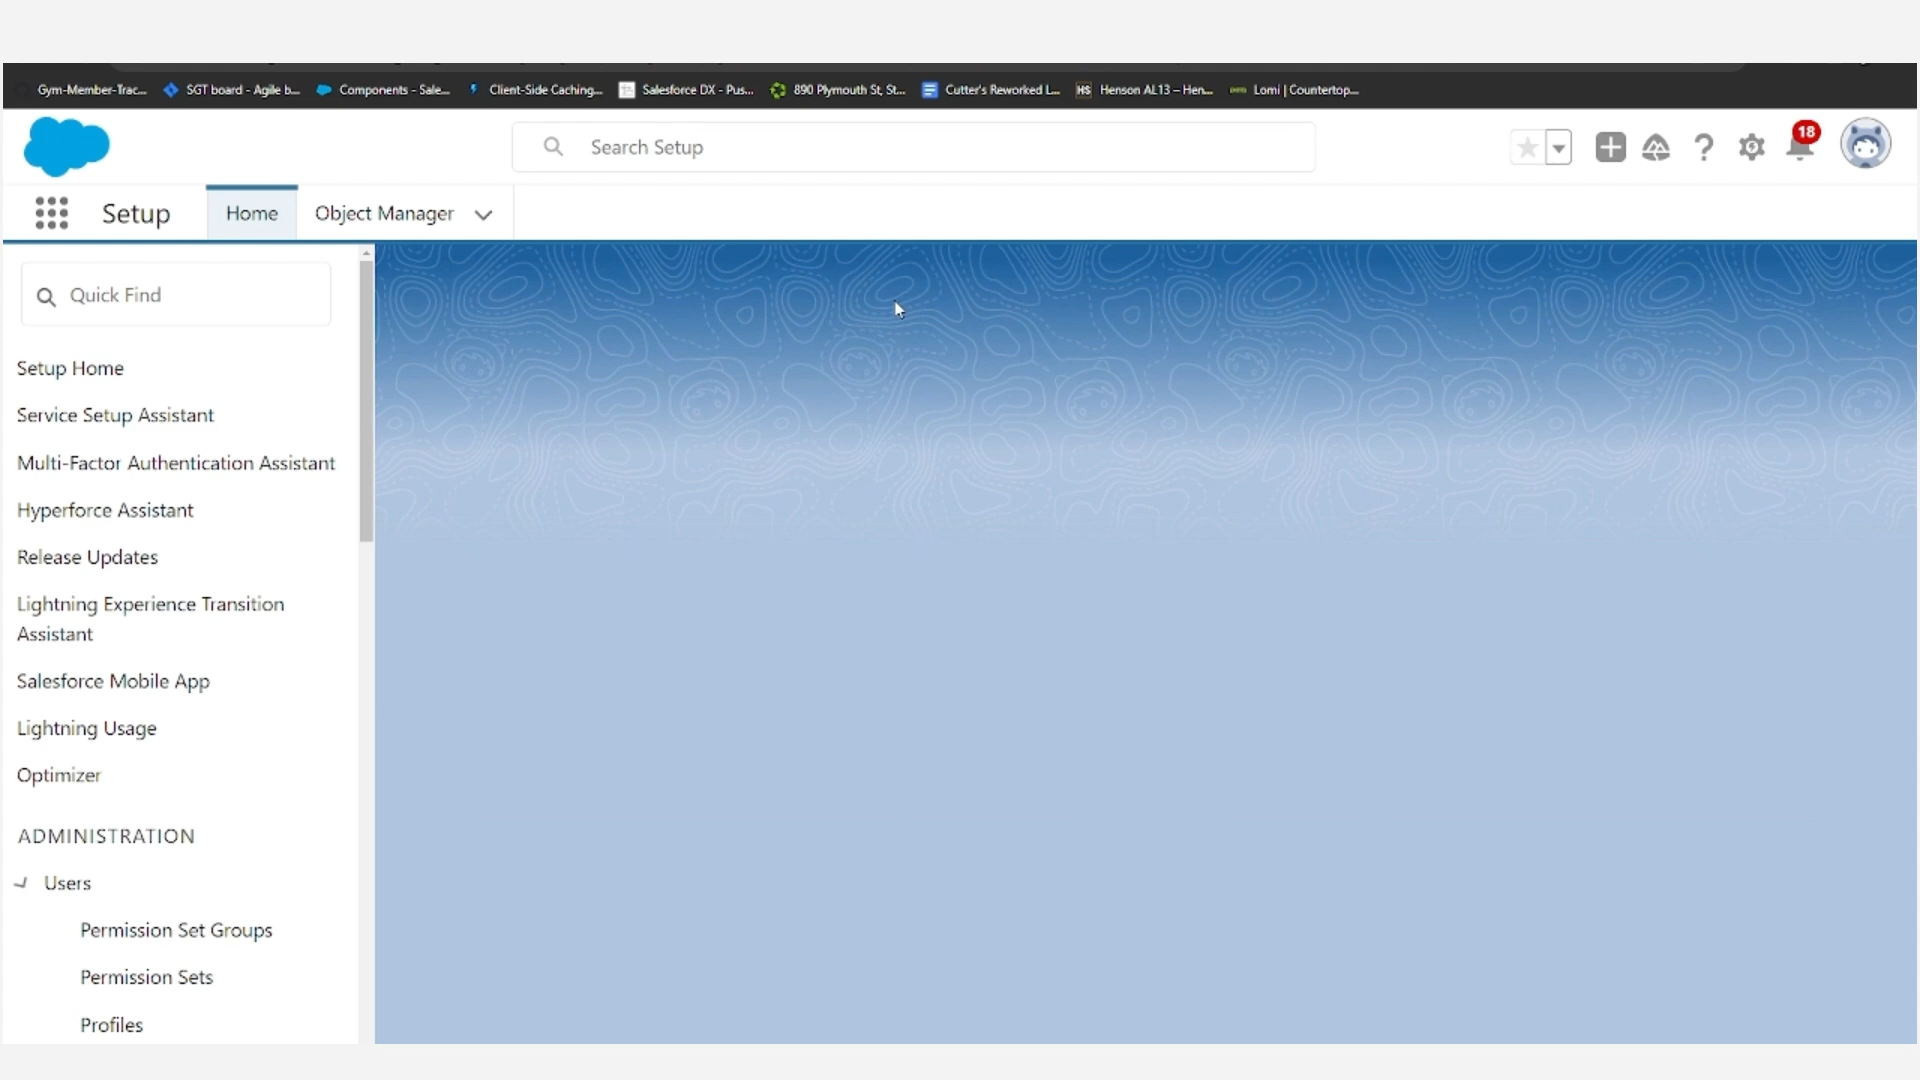 Gym-Member-Trac... SGT board - Agile b... Components - Sale... Client-Side Caching... Salesforce DX - Pus... 890 Plymouth St, St... Cutter's Reworked L... HS Henson AL13 – Hen... Lomi | Countertop...
Search Setup
18
Setup Home Object Manager
Quick Find
Setup Home
Service Setup Assistant
Multi-Factor Authentication Assistant
Hyperforce Assistant
Release Updates
Lightning Experience Transition
Assistant
Salesforce Mobile App
Lightning Usage
Optimizer
ADMINISTRATION
Users
Permission Set Groups
Permission Sets
Profiles